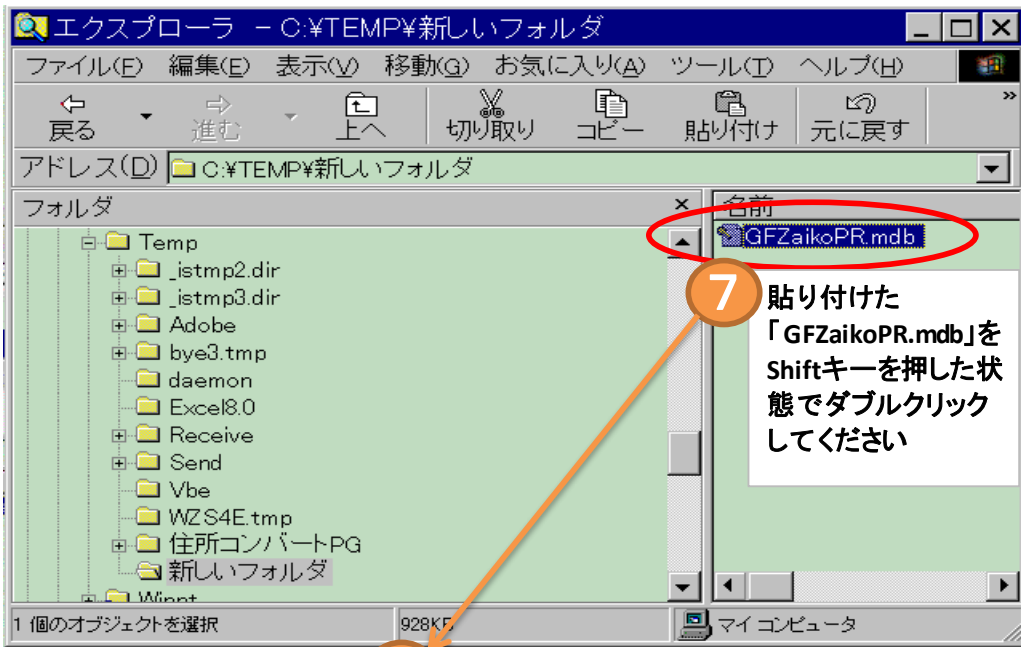 エクスプローラ － C:¥TEMP¥新しいフォルダ
ファイル(F) 編集(E) 表示(V) 移動(G) お気に入り(A) ツール(T) ヘルプ(H)
戻る 進む 上へ 切り取り コピー 貼り付け 元に戻す »
アドレス(D) C:¥TEMP¥新しいフォルダ
フォルダ ×
名前
Temp
_istmp2.dir
_istmp3.dir
Adobe
bye3.tmp
daemon
Excel8.0
Receive
Send
Vbe
WZS4E.tmp
住所コンバートPG
新しいフォルダ
Winnt
GFZaikoPR.mdb
7
貼り付けた
「GFZaikoPR.mdb」を
Shiftキーを押した状
態でダブルクリック
してください
1 個のオブジェクトを選択 928KB マイ コンピュータ